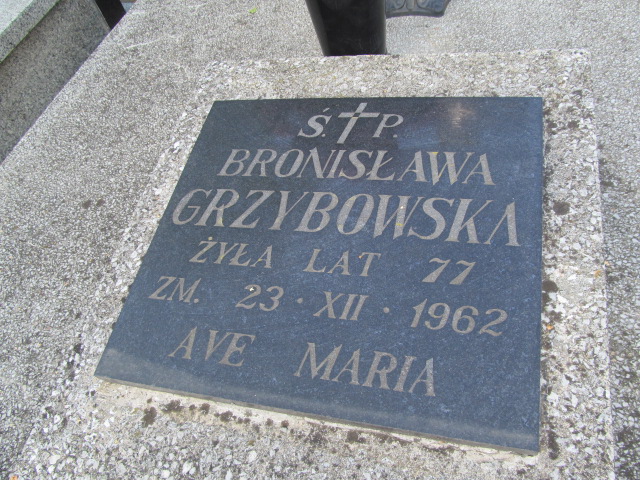 Ś.†P.
BRONISŁAWA
GRZYBOWSKA
ŻYŁA LAT 77
ZM. 23·XII·1962
AVE MARIA